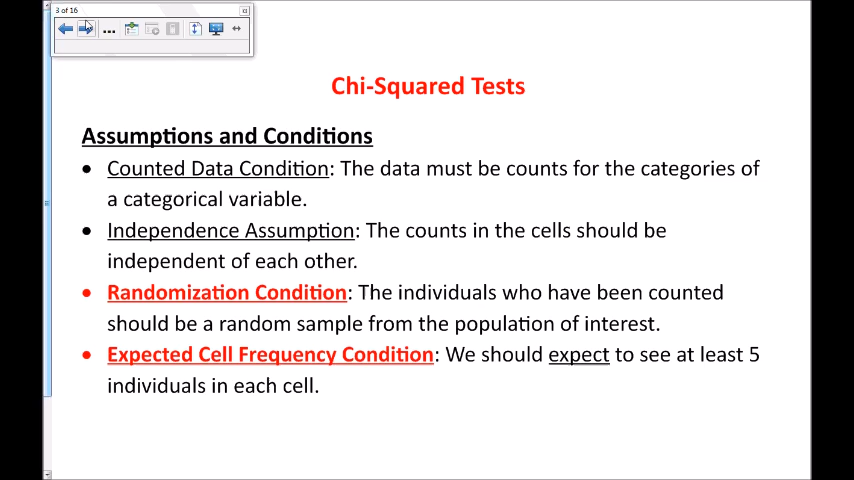 3 of 16
Chi-Squared Tests
Assumptions and Conditions
• Counted Data Condition: The data must be counts for the categories of
a categorical variable.
• Independence Assumption: The counts in the cells should be
independent of each other.
• Randomization Condition: The individuals who have been counted
should be a random sample from the population of interest.
• Expected Cell Frequency Condition: We should expect to see at least 5
individuals in each cell.